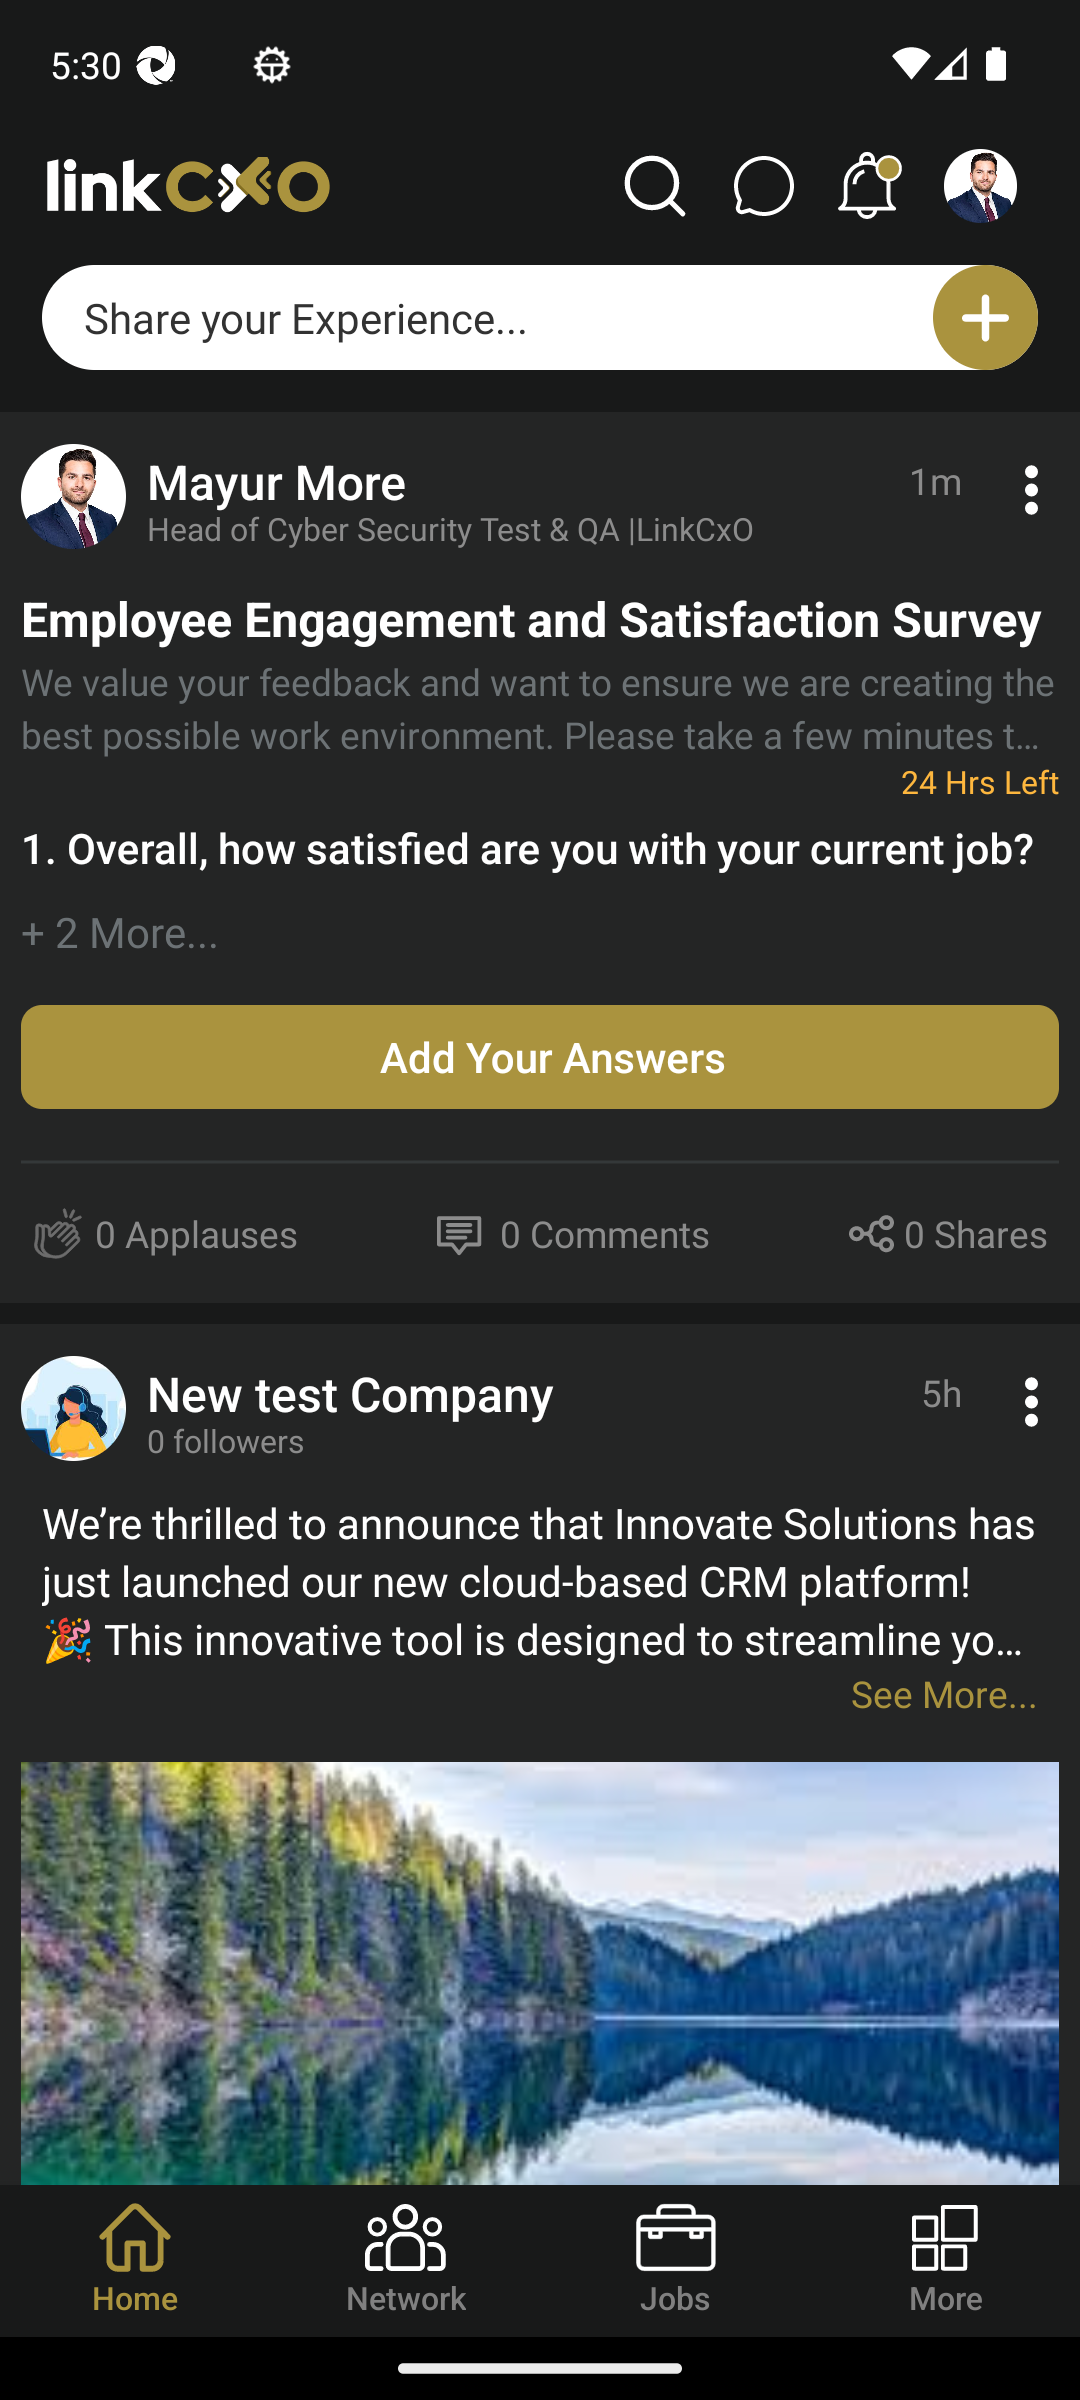 5:30
linkCxO
Share your Experience...
Mayur More
1m
Head of Cyber Security Test & QA |LinkCxO
Employee Engagement and Satisfaction Survey
We value your feedback and want to ensure we are creating the
best possible work environment. Please take a few minutes t...
24 Hrs Left
1. Overall, how satisfied are you with your current job?
+ 2 More...
Add Your Answers
0 Applauses
0 Comments
0 Shares
New test Company
5h
0 followers
We’re thrilled to announce that Innovate Solutions has
just launched our new cloud-based CRM platform!
🎉 This innovative tool is designed to streamline yo...
See More...
Home
Network
Jobs
More